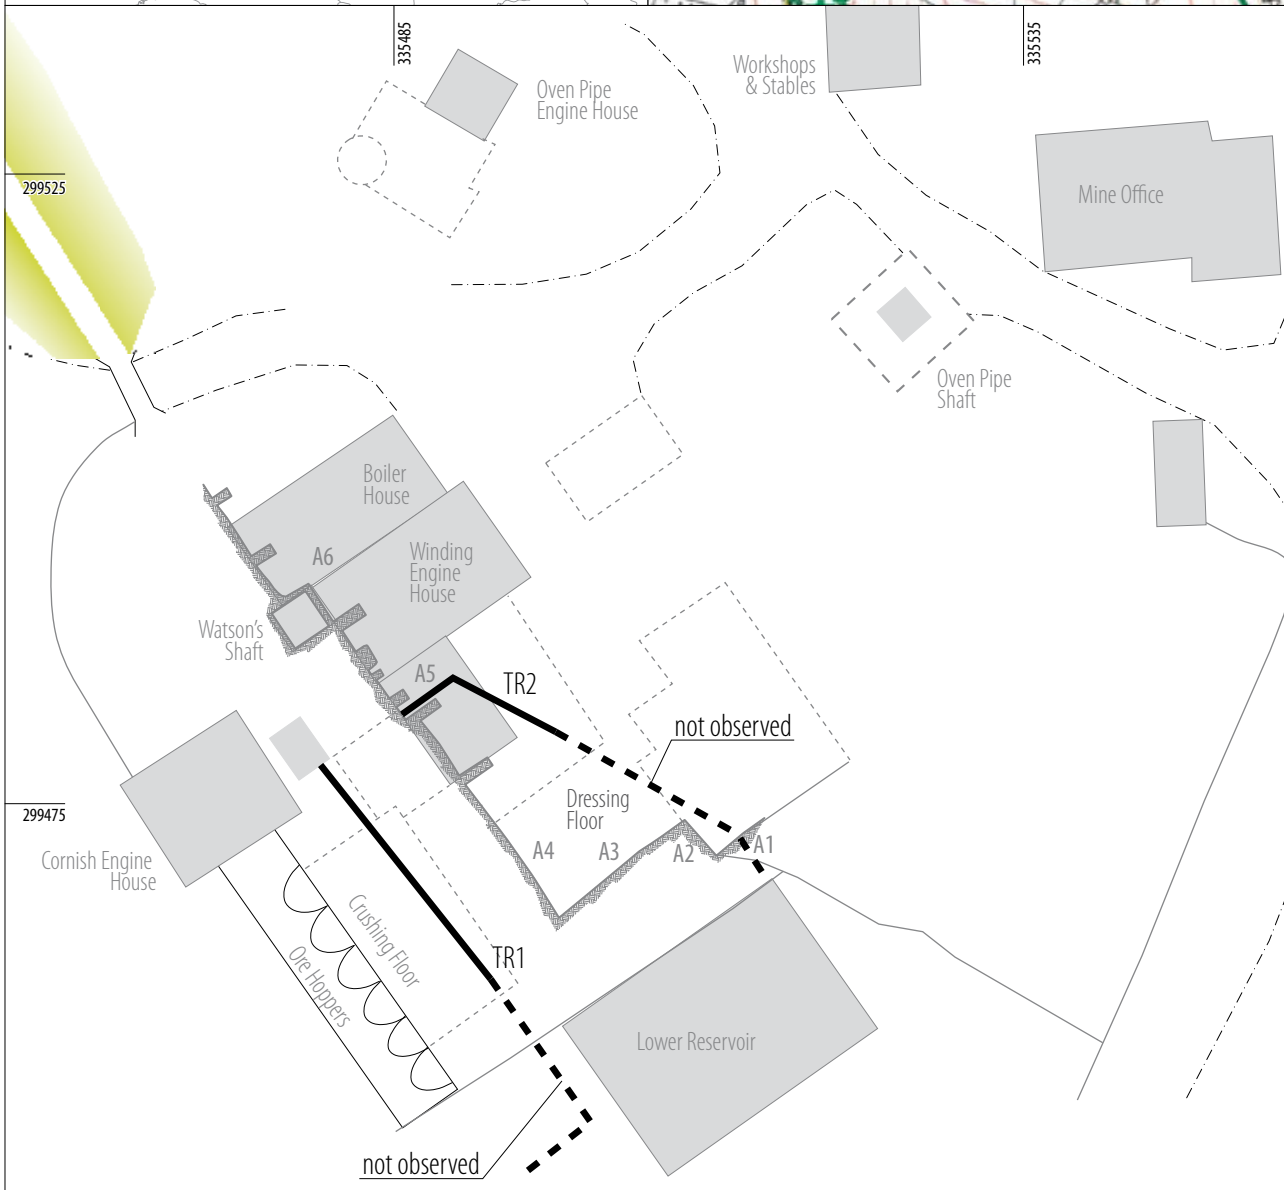 335485
335535
Workshops
& Stables
Oven Pipe
Engine House
299525
Mine Office
Oven Pipe
Shaft
Boiler
House
A6
Winding
Engine
House
Watson's
Shaft
A5
TR2
not observed
299475
Dressing
Floor
A4
A3
A2
A1
Cornish Engine
House
Crushing Floor
Ore Hoppers
TR1
Lower Reservoir
not observed